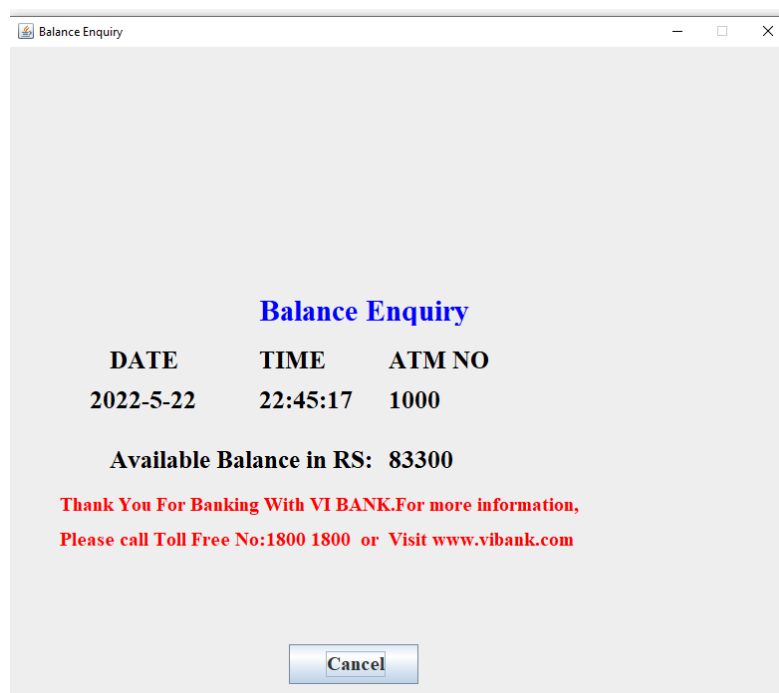 Balance Enquiry
Balance Enquiry
DATE TIME ATM NO
2022-5-22 22:45:17 1000
Available Balance in RS: 83300
Thank You For Banking With VI BANK.For more information,
Please call Toll Free No:1800 1800 or Visit www.vibank.com
Cancel